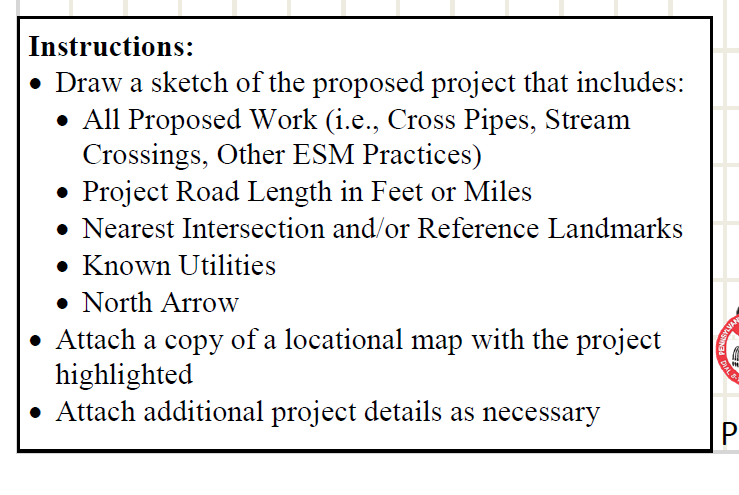 Instructions:
• Draw a sketch of the proposed project that includes:
• All Proposed Work (i.e., Cross Pipes, Stream
Crossings, Other ESM Practices)
• Project Road Length in Feet or Miles
• Nearest Intersection and/or Reference Landmarks
• Known Utilities
• North Arrow
• Attach a copy of a locational map with the project
highlighted
• Attach additional project details as necessary
P